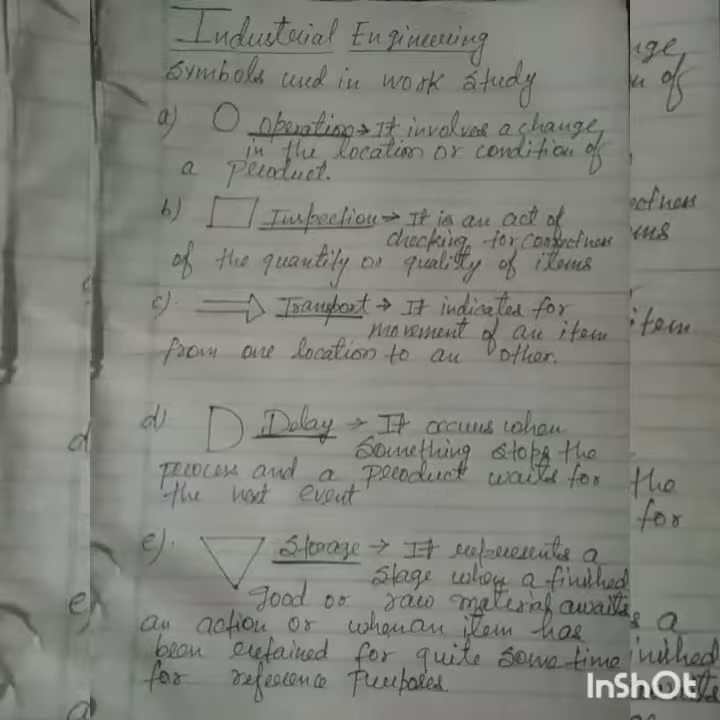 Industrial Engineering
Symbols used in work study
a) Operation → It involves a change
in the location or condition of
a product.
b) Inspection → It is an act of
checking for correctness
of the quantity or quality of items
c). Transport → It indicates for
movement of an item
from one location to an other.
d) Delay → It occurs when
something stops the
process and a product waits for
the next event
e). Storage → It represents a
stage when a finished
good or raw material awaits
an action or when an item has
been retained for quite some time
for reference purposes.
InShOt